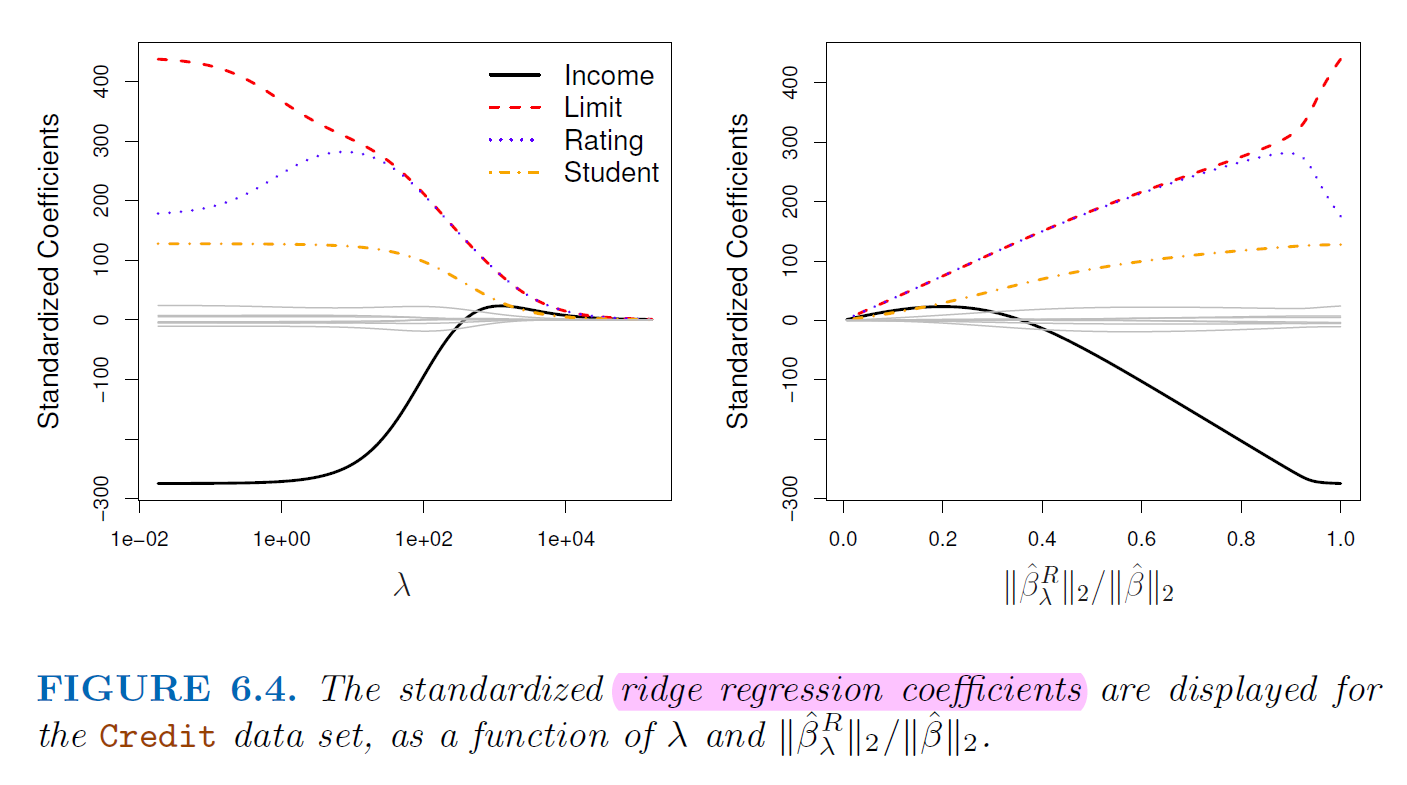 Standardized Coefficients
400
300
200
100
0
−100
−300
1e−02
1e+00
1e+02
1e+04
λ
Income
Limit
Rating
Student
Standardized Coefficients
400
300
200
100
0
−100
−300
0.0
0.2
0.4
0.6
0.8
1.0
‖β̂ᴿλ‖₂/‖β̂‖₂
FIGURE 6.4. The standardized ridge regression coefficients are displayed for
the Credit data set, as a function of λ and ‖β̂ᴿλ‖₂/‖β̂‖₂.